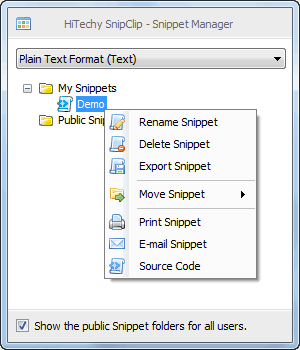 HiTechy SnipClip - Snippet Manager
Plain Text Format (Text)
My Snippets
Demo
Public Snip
Rename Snippet
Delete Snippet
Export Snippet
Move Snippet
Print Snippet
E-mail Snippet
Source Code
Show the public Snippet folders for all users.